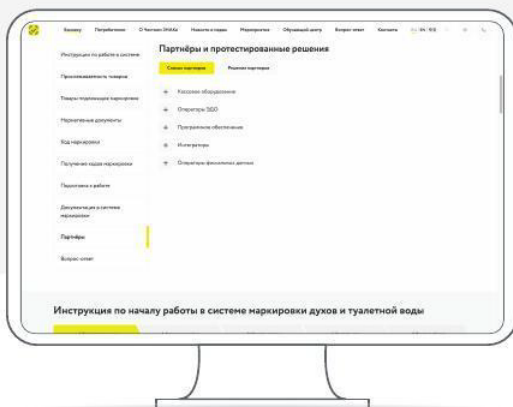 Бизнесу Потребителям О Честном ЗНАКе Новости и медиа Мероприятия Обучающий центр Вопрос-ответ Контакты
Инструкции по работе в системе
Прослеживаемость товаров
Товары подлежащие маркировке
Нормативные документы
Код маркировки
Получение кодов маркировки
Подготовка к работе
Документация о системе
маркировки
Партнёры
Вопрос-ответ
Партнёры и протестированные решения
Список партнеров Решения партнеров
+ Кассовое оборудование
+ Операторы ЭДО
+ Программное обеспечение
+ Интеграторы
+ Операторы фискальных данных
Инструкция по началу работы в системе маркировки духов и туалетной воды